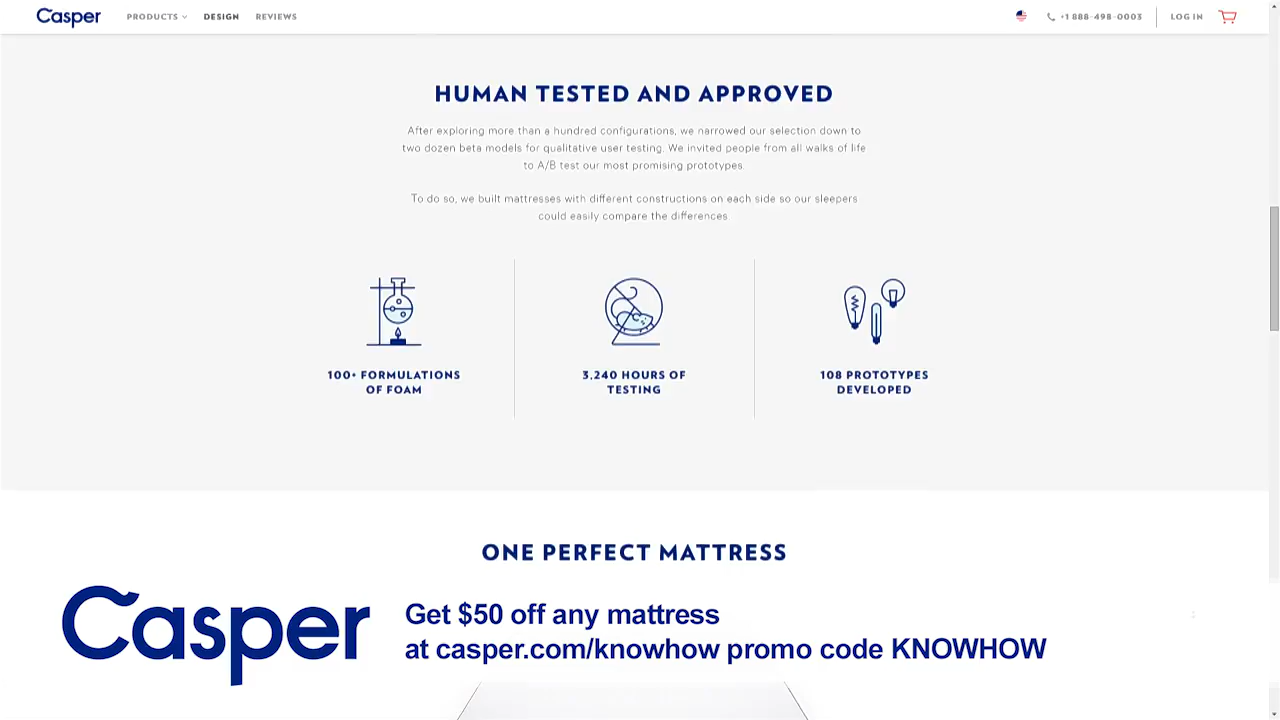 Casper
PRODUCTS
DESIGN
REVIEWS
+1 888-498-0003
LOG IN
HUMAN TESTED AND APPROVED
After exploring more than a hundred configurations, we narrowed our selection down to
two dozen beta models for qualitative user testing. We invited people from all walks of life
to A/B test our most promising prototypes.
To do so, we built mattresses with different constructions on each side so our sleepers
could easily compare the differences.
100+ FORMULATIONS
OF FOAM
3,240 HOURS OF
TESTING
108 PROTOTYPES
DEVELOPED
ONE PERFECT MATTRESS
Casper
Get $50 off any mattress
at casper.com/knowhow promo code KNOWHOW